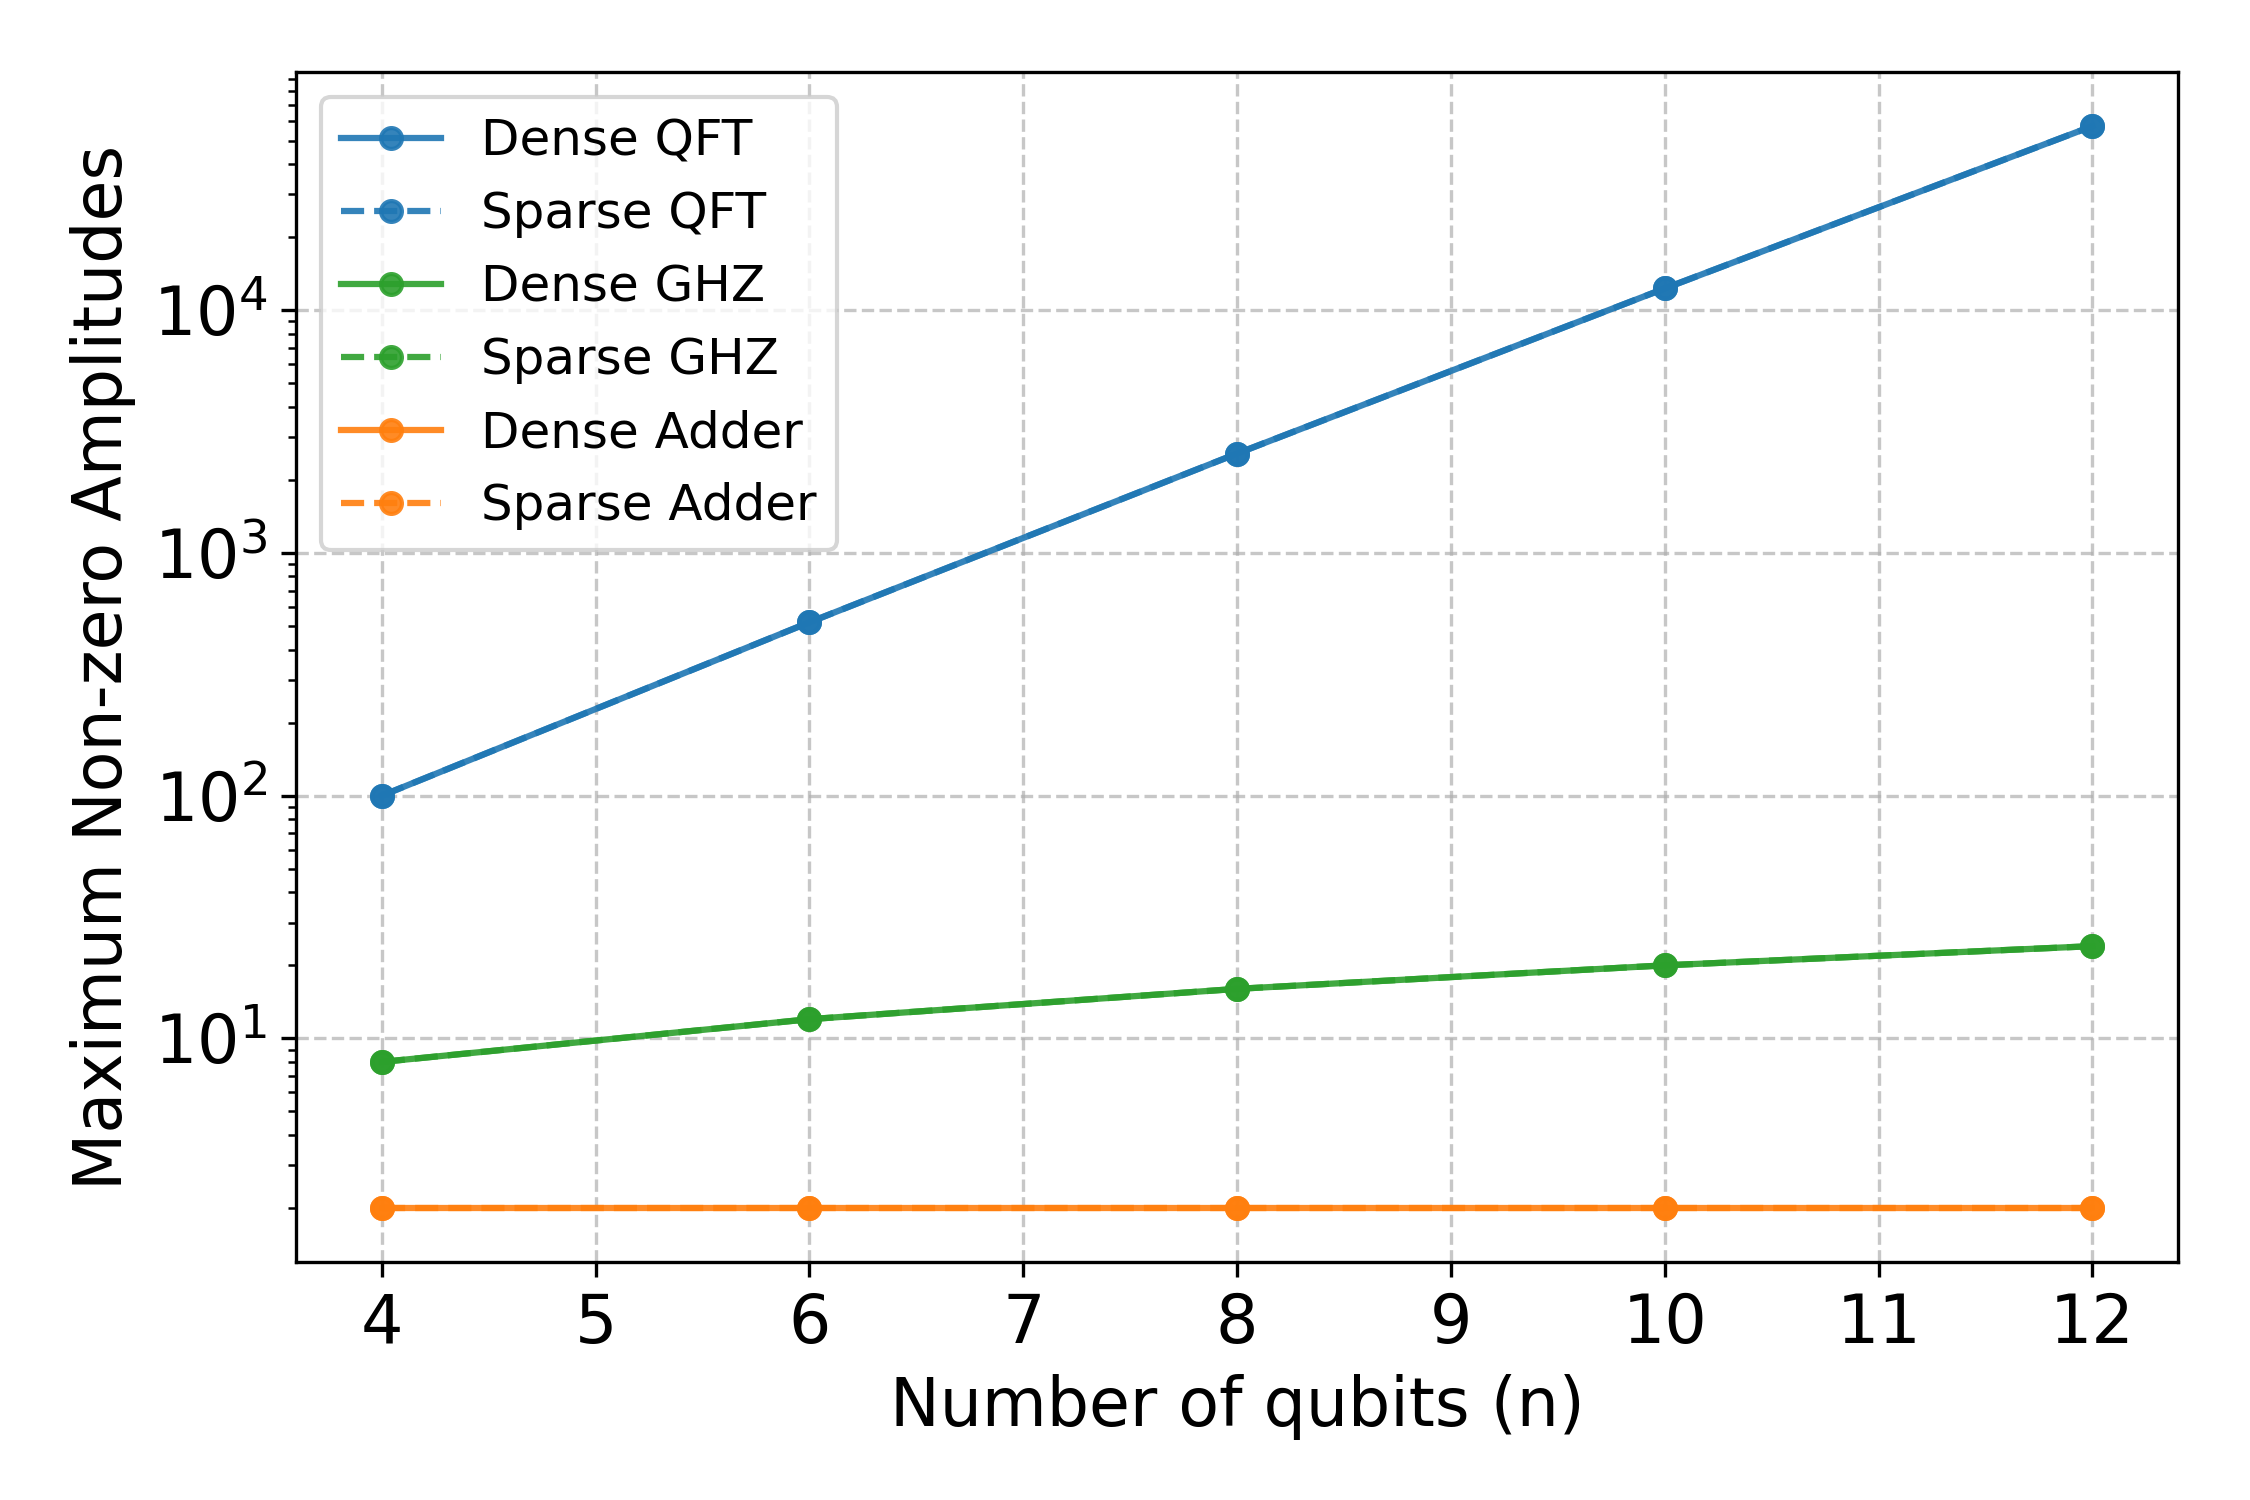 Dense QFT
Sparse QFT
Dense GHZ
Sparse GHZ
Dense Adder
Sparse Adder
Maximum Non-zero Amplitudes
10⁴
10³
10²
10¹
4 5 6 7 8 9 10 11 12
Number of qubits (n)